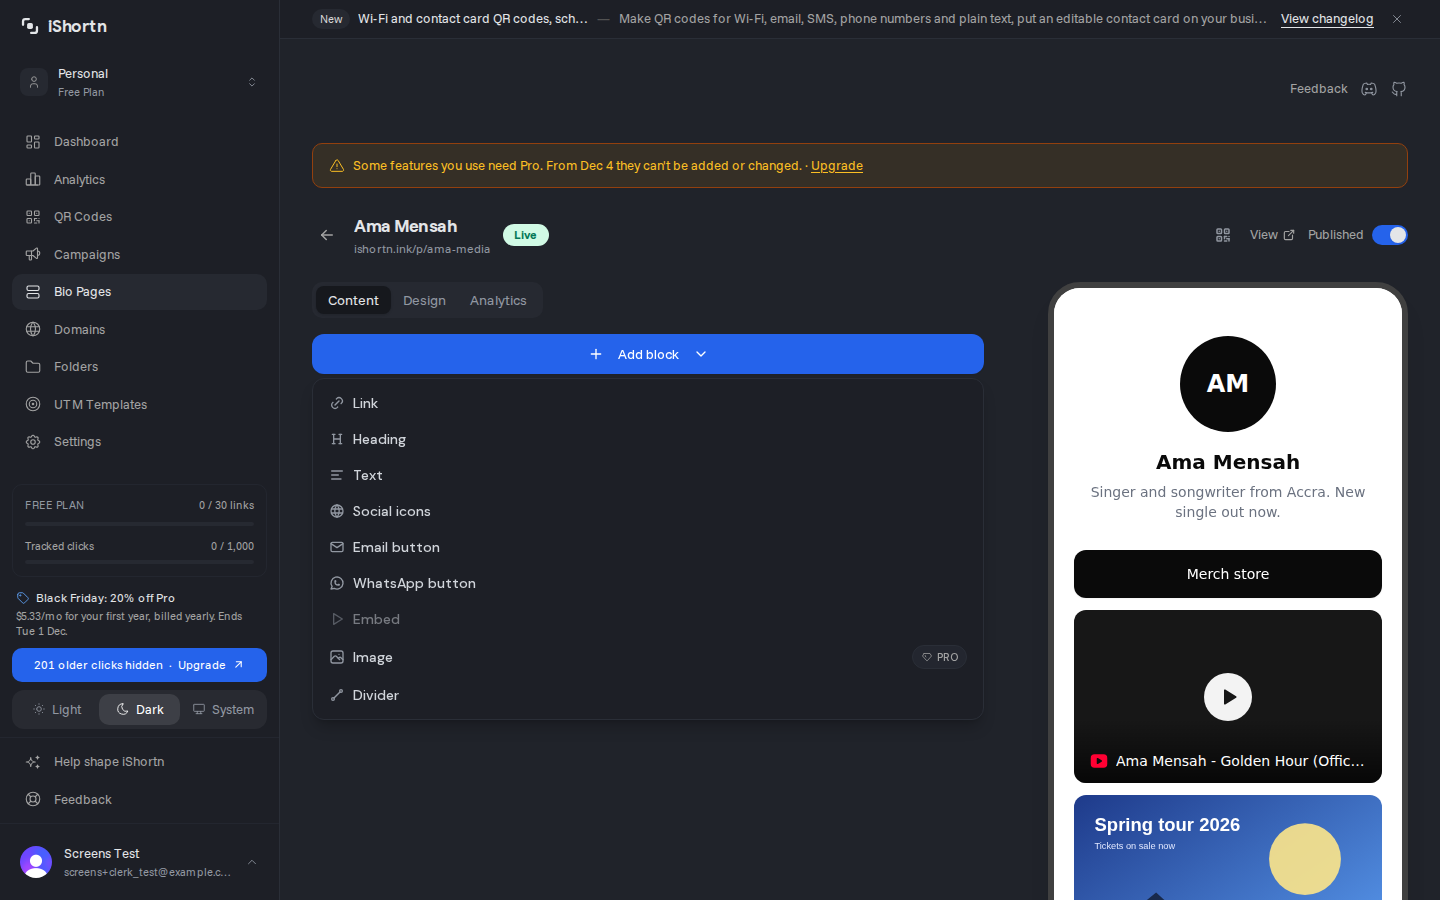 iShortn
New
Wi-Fi and contact card QR codes, sch...
—
Make QR codes for Wi-Fi, email, SMS, phone numbers and plain text, put an editable contact card on your busi...
View changelog
Personal
Free Plan
Feedback
Dashboard
Analytics
QR Codes
Campaigns
Bio Pages
Domains
Folders
UTM Templates
Settings
FREE PLAN
0 / 30 links
Tracked clicks
0 / 1,000
Black Friday: 20% off Pro
$5.33/mo for your first year, billed yearly. Ends
Tue 1 Dec.
201 older clicks hidden · Upgrade
Light
Dark
System
Help shape iShortn
Feedback
Screens Test
screens+clerk_test@example.c...
Some features you use need Pro. From Dec 4 they can't be added or changed. · Upgrade
Ama Mensah
ishortn.ink/p/ama-media
Live
View
Published
Content
Design
Analytics
Add block
Link
Heading
Text
Social icons
Email button
WhatsApp button
Embed
Image
PRO
Divider
AM
Ama Mensah
Singer and songwriter from Accra. New
single out now.
Merch store
Ama Mensah - Golden Hour (Offic...
Spring tour 2026
Tickets on sale now